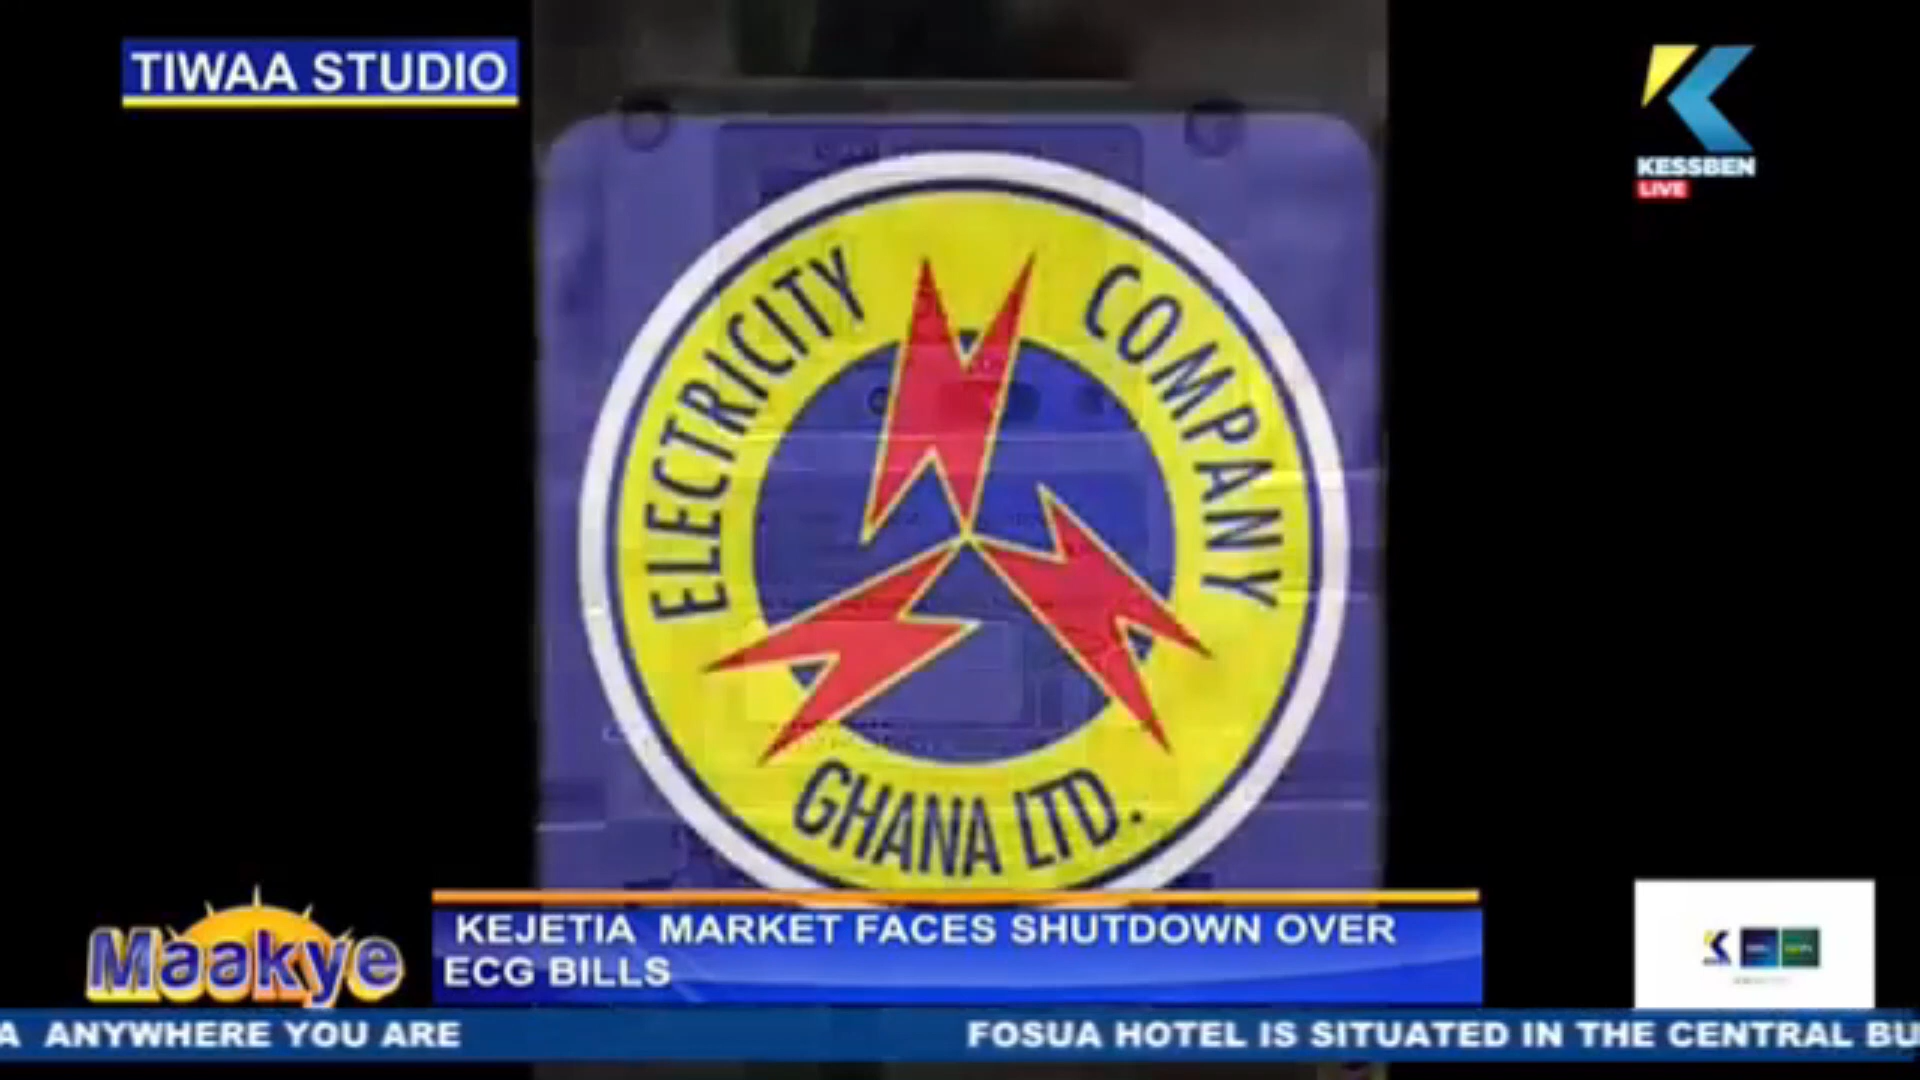 TIWAA STUDIO
KESSBEN
LIVE
ELECTRICITY COMPANY
GHANA LTD.
Maakye
KEJETIA MARKET FACES SHUTDOWN OVER
ECG BILLS
A ANYWHERE YOU ARE
FOSUA HOTEL IS SITUATED IN THE CENTRAL BU